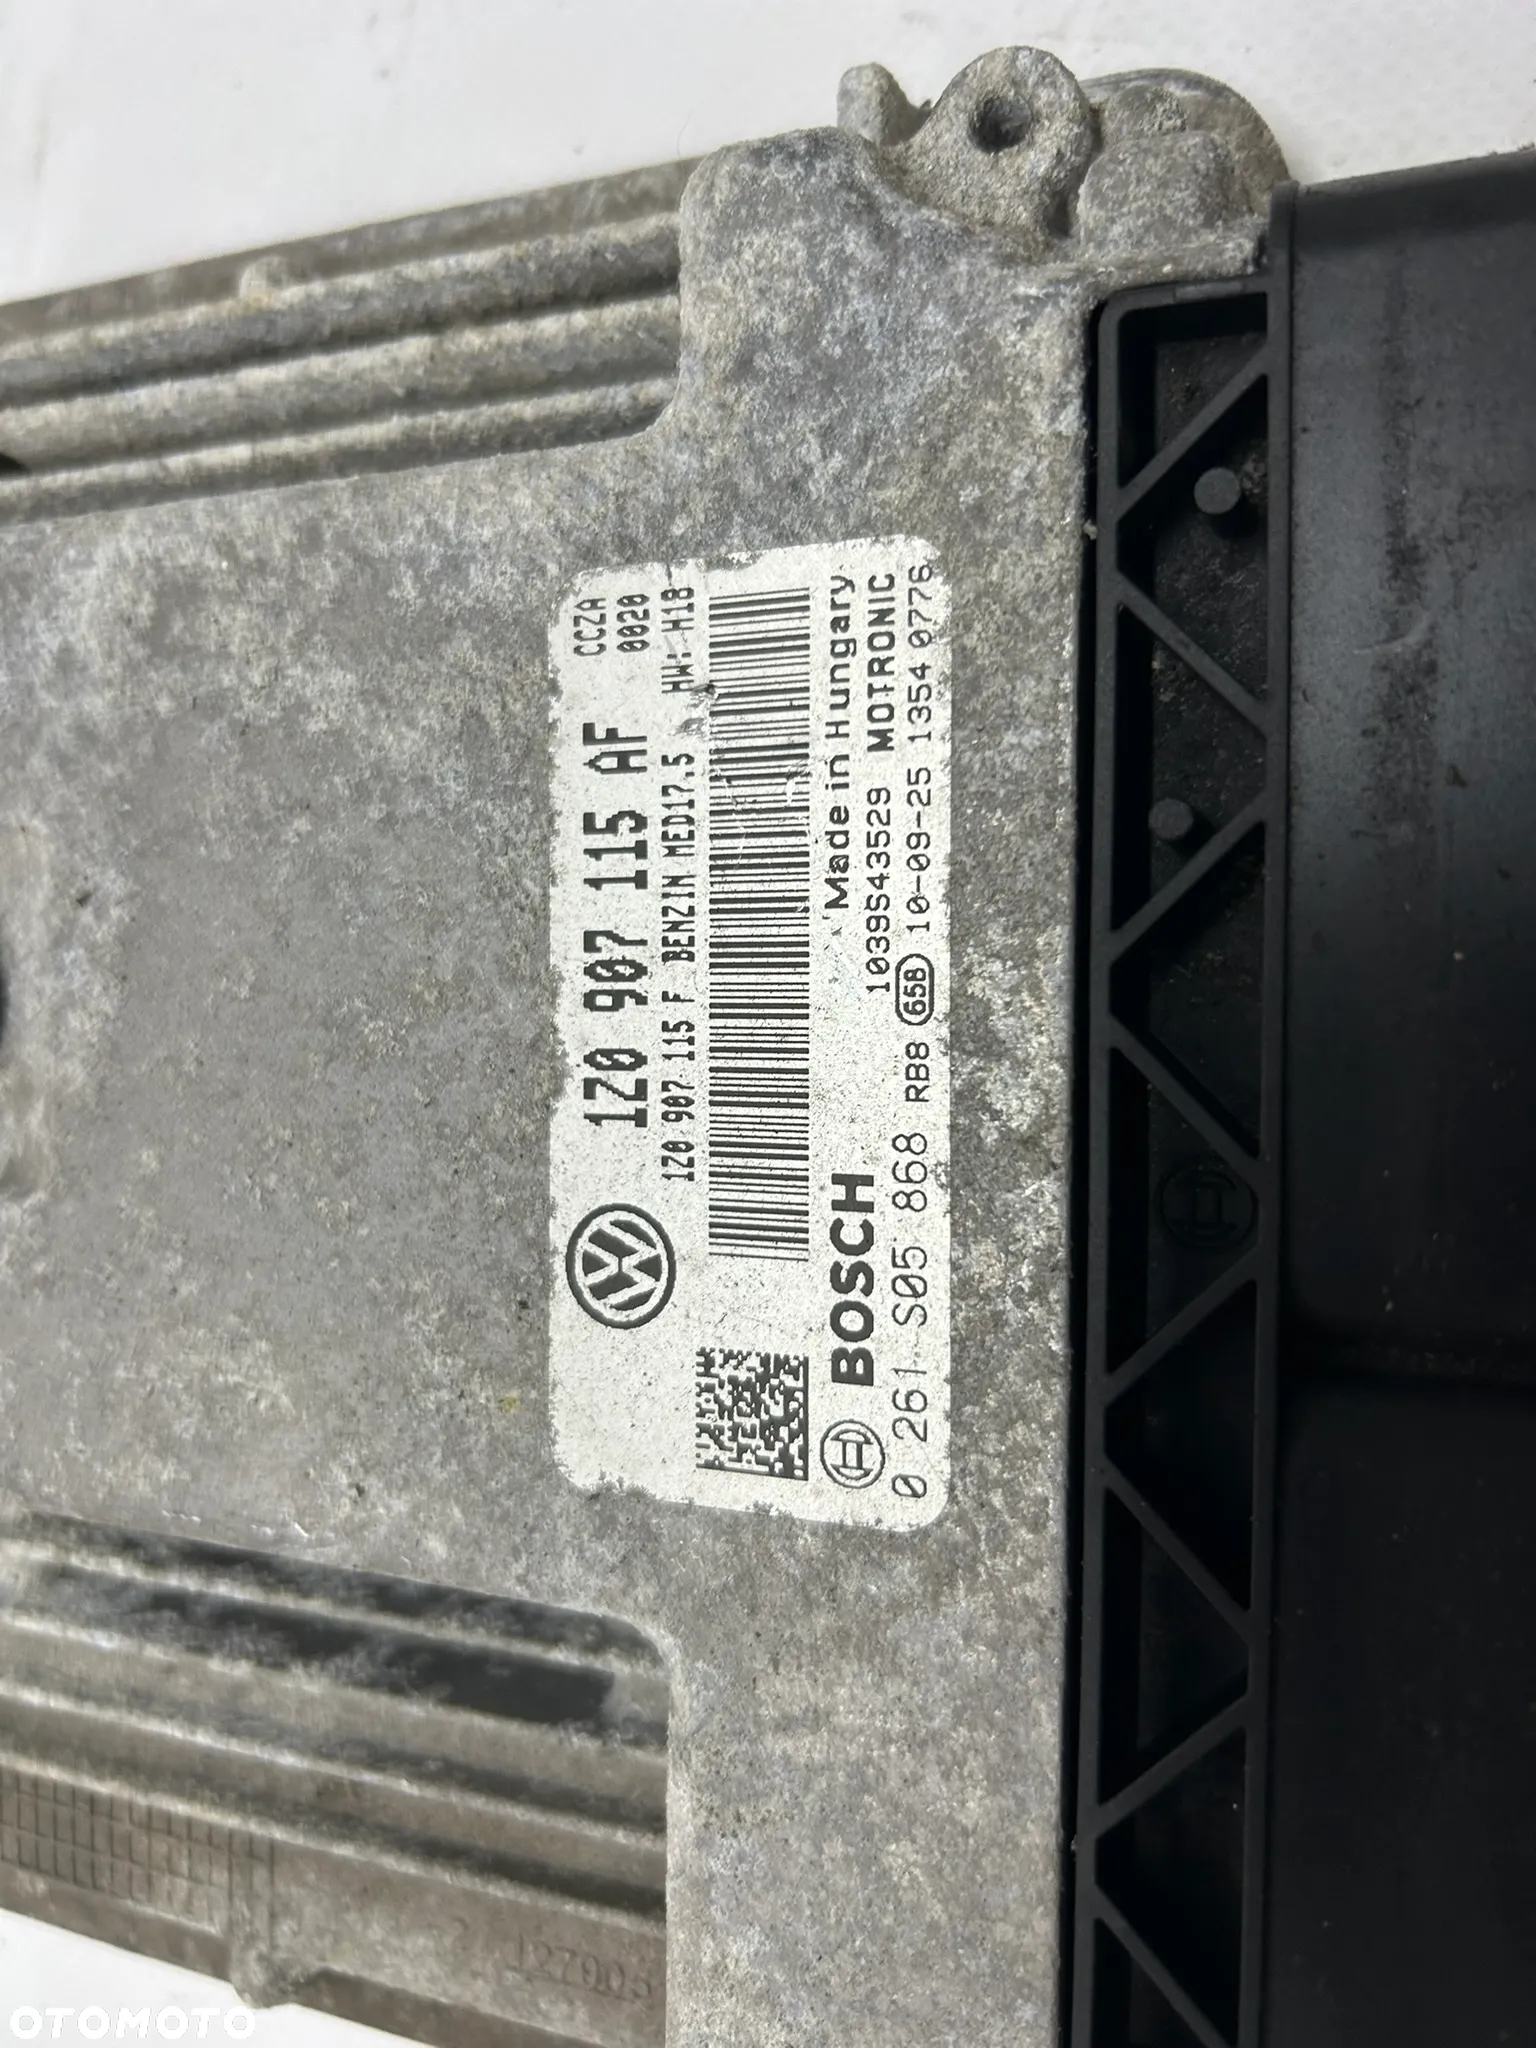 1Z0 907 115 AF
CCZA
0020
1Z0 907 115 F BENZIN MED17.5 HW: H18
BOSCH Made in Hungary
1039S43529 MOTRONIC
0 261 S05 868 RB8 658 10-09-25 1354 0776
OTOMOTO